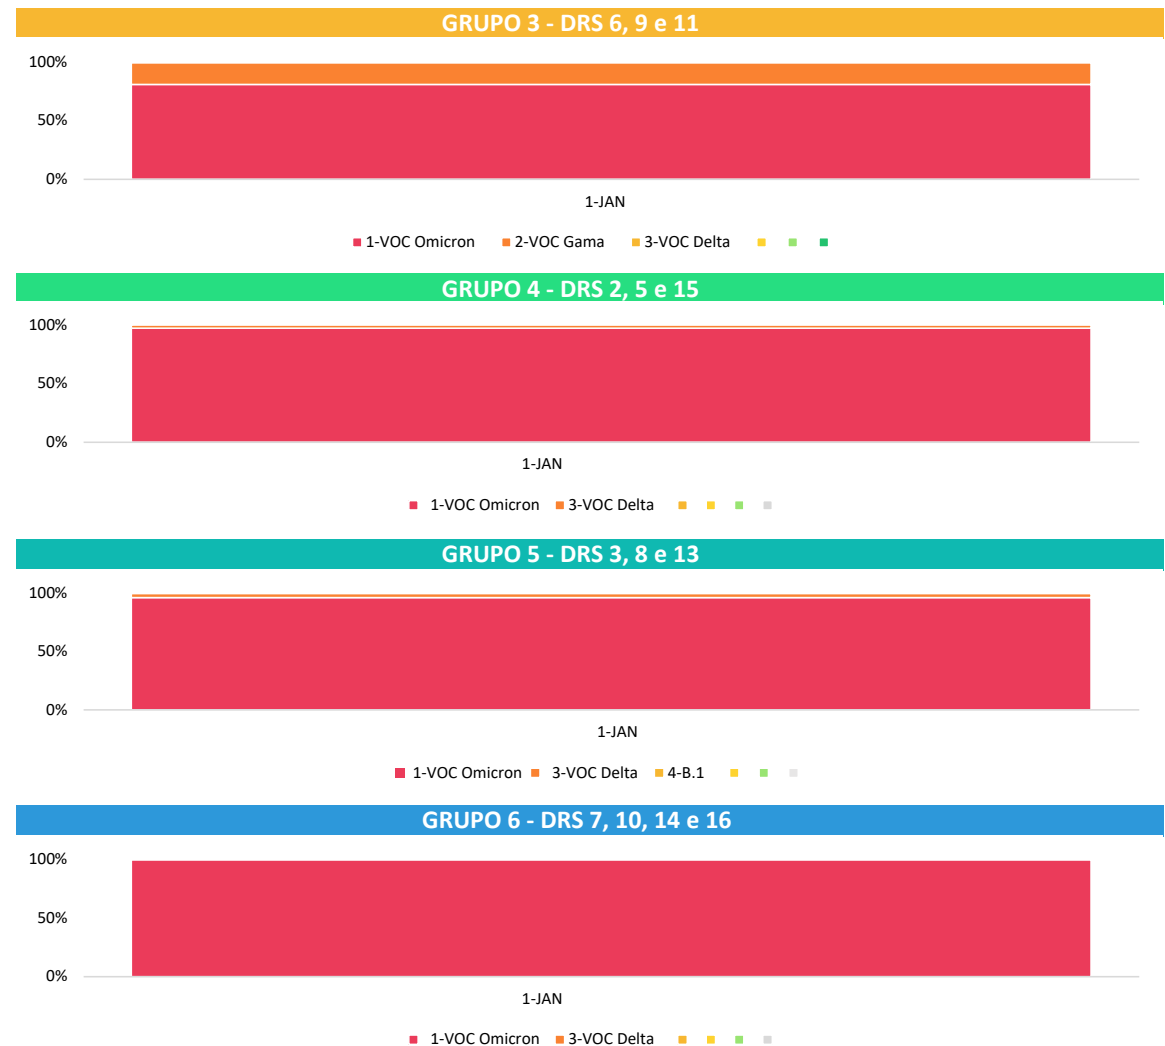 GRUPO 3 - DRS 6, 9 e 11
100%
50%
0%
1-JAN
1-VOC Omicron 2-VOC Gama 3-VOC Delta
GRUPO 4 - DRS 2, 5 e 15
100%
50%
0%
1-JAN
1-VOC Omicron 3-VOC Delta
GRUPO 5 - DRS 3, 8 e 13
100%
50%
0%
1-JAN
1-VOC Omicron 3-VOC Delta 4-B.1
GRUPO 6 - DRS 7, 10, 14 e 16
100%
50%
0%
1-JAN
1-VOC Omicron 3-VOC Delta